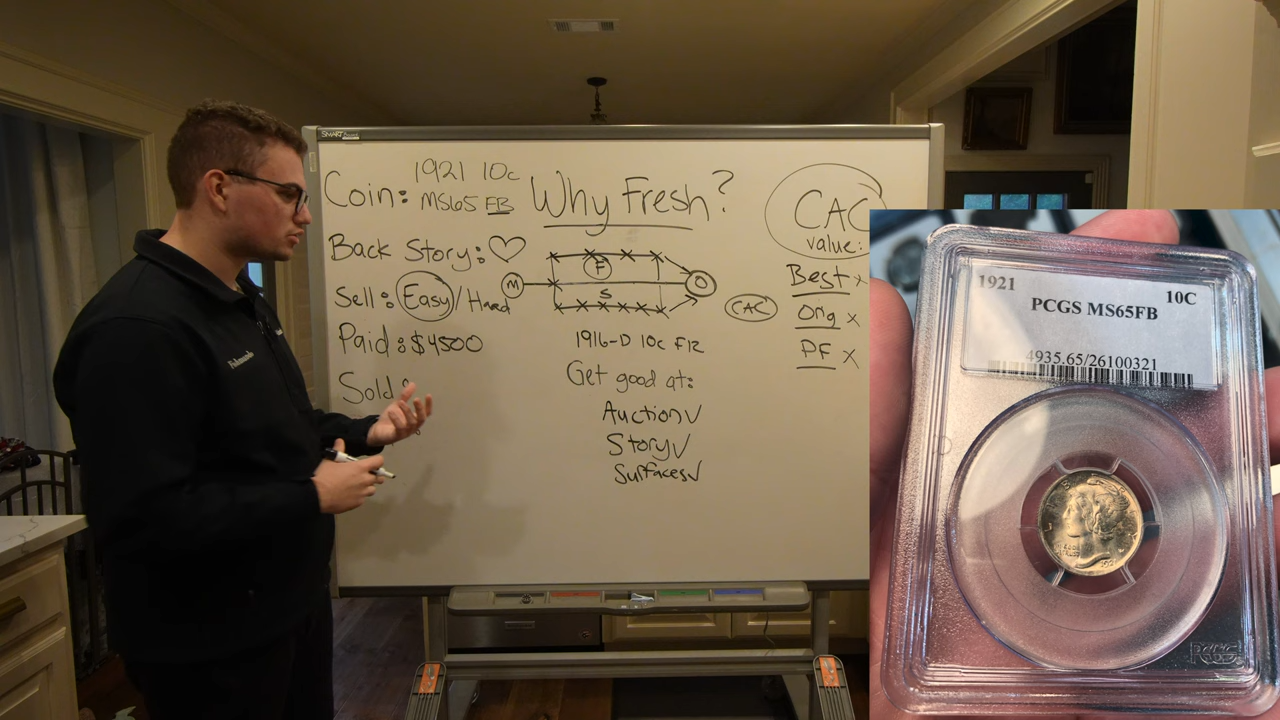 SMART
Coin: 1921 10c
MS65 FB
Back Story: ♡
Sell: Easy/Hard
Paid: $4500
Sold:
Why Fresh?
F
M
S
O
CAC
1916-D 10c F12
Get good at:
Auction ✓
Story ✓
Surfaces ✓
CAC
value:
Best x
Orig x
PF x
1921
10C
PCGS MS65FB
4935.65/26100321
PCGS